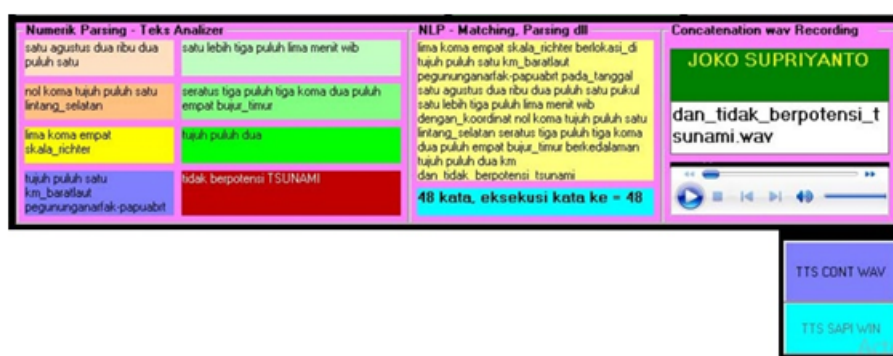 Numerik Parsing - Teks Analizer
satu agustus dua ribu dua
puluh satu
satu lebih tiga puluh lima menit wib
nol koma tujuh puluh satu
lintang_selatan
seratus tiga puluh tiga koma dua puluh
empat bujur_timur
lima koma empat
skala_richter
tujuh puluh dua
tujuh puluh satu
km_baratlaut
pegununganarfak-papuabrt
tidak berpotensi TSUNAMI
NLP - Matching, Parsing dll
lima koma empat skala_richter berlokasi_di
tujuh puluh satu km_baratlaut
pegununganarfak-papuabrt pada_tanggal
satu agustus dua ribu dua puluh satu pukul
satu lebih tiga puluh lima menit wib
dengan_koordinat nol koma tujuh puluh satu
lintang_selatan seratus tiga puluh tiga koma
dua puluh empat bujur_timur berkedalaman
tujuh puluh dua km
dan_tidak_berpotensi_tsunami
48 kata, eksekusi kata ke = 48
Concatenation wav Recording
JOKO SUPRIYANTO
dan_tidak_berpotensi_t
sunami.wav
TTS CONT WAV
TTS SAPI WIN